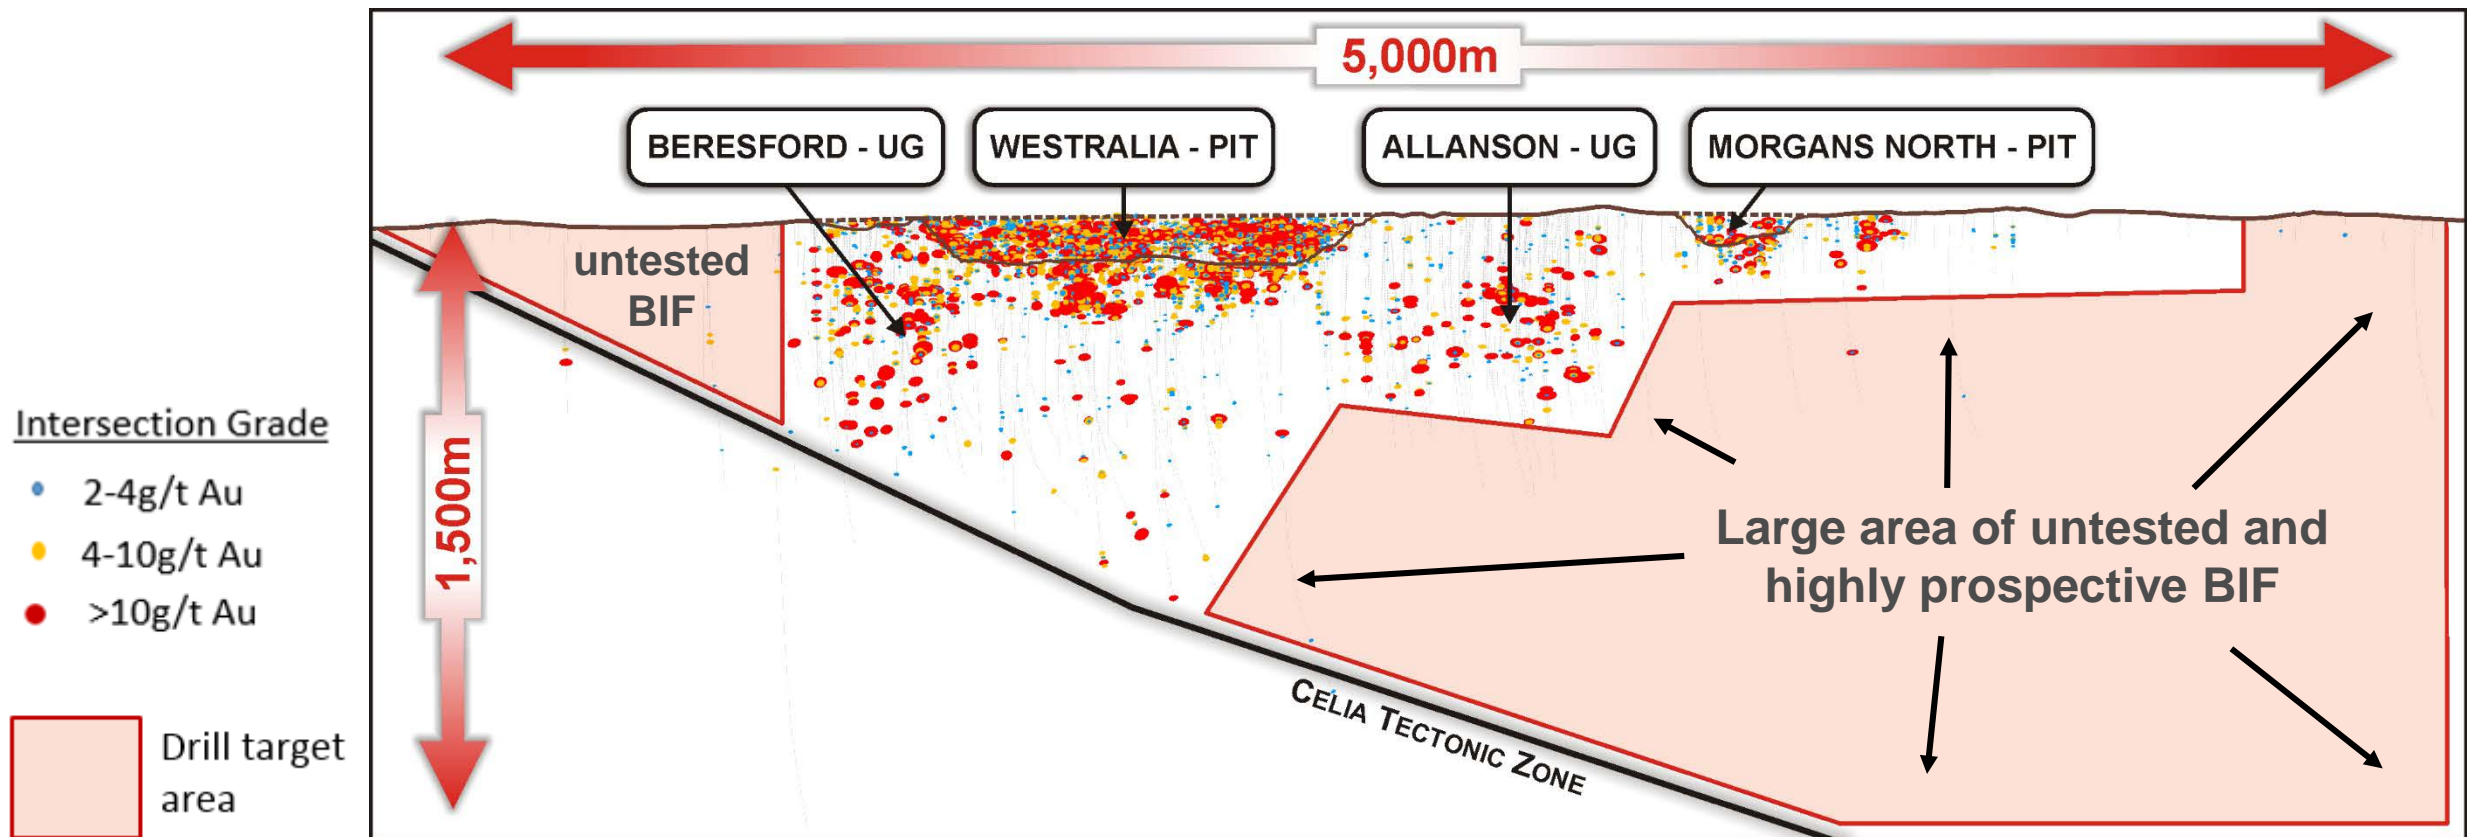 5,000m
BERESFORD - UG
WESTRALIA - PIT
ALLANSON - UG
MORGANS NORTH - PIT
untested
BIF
1,500m
Intersection Grade
2-4g/t Au
4-10g/t Au
>10g/t Au
Drill target
area
Large area of untested and
highly prospective BIF
CELIA TECTONIC ZONE